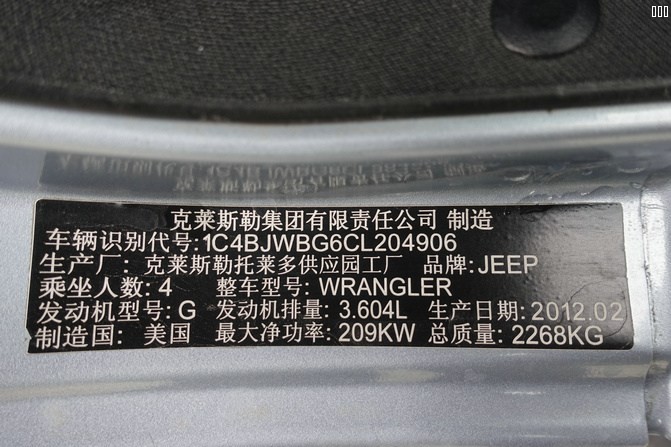 克莱斯勒集团有限责任公司 制造
车辆识别代号:1C4BJWBG6CL204906
生产厂: 克莱斯勒托莱多供应园工厂 品牌:JEEP
乘坐人数: 4 整车型号: WRANGLER
发动机型号: G 发动机排量: 3.604L 生产日期: 2012.02
制造国: 美国 最大净功率: 209KW 总质量: 2268KG